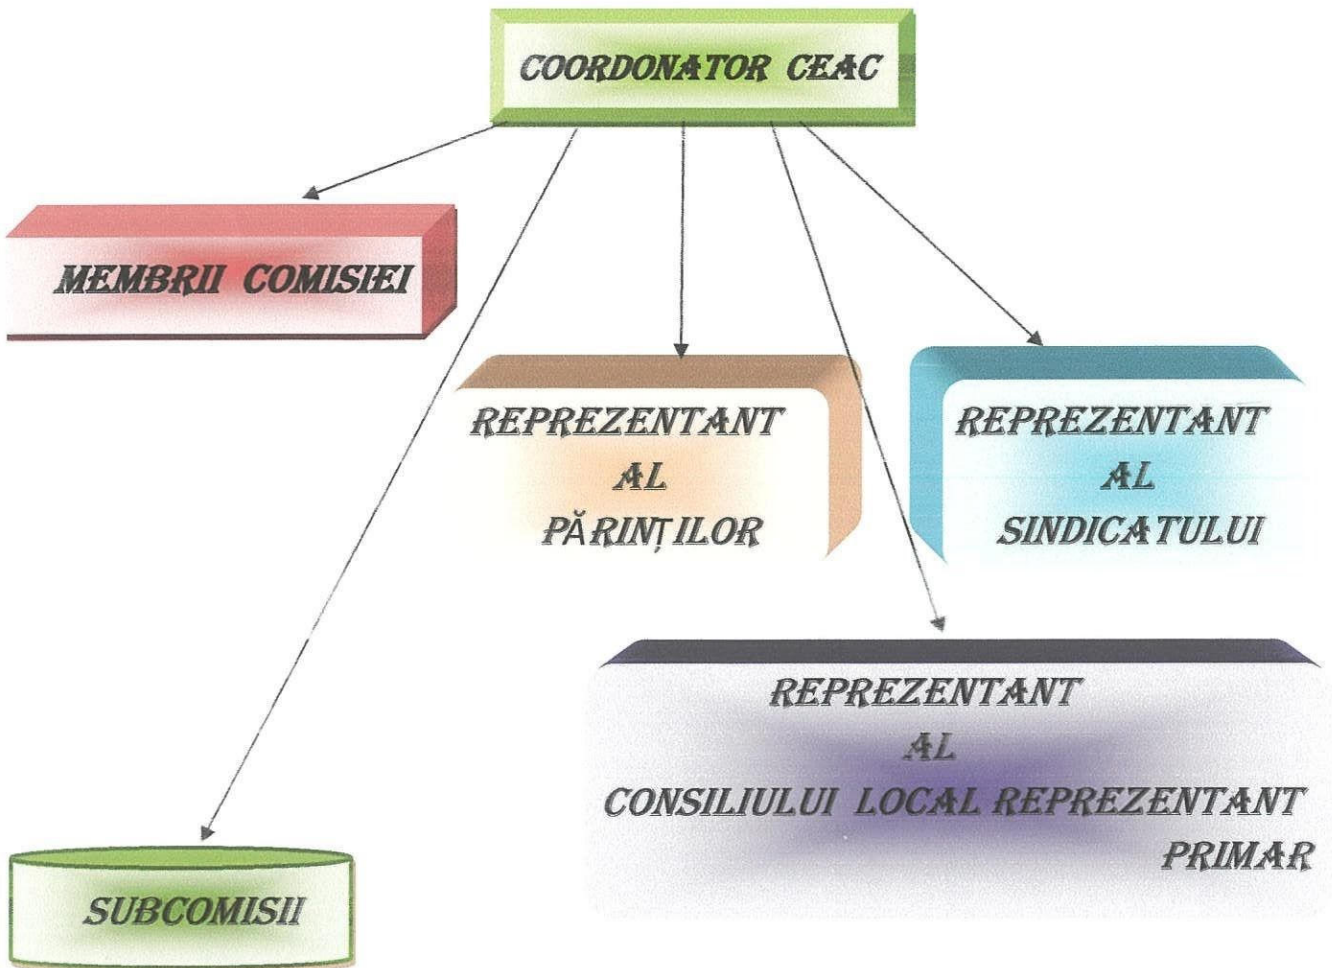 COORDONATOR CEAC
MEMBRII COMISIEI
REPREZENTANT
AL
PĂRINȚILOR
REPREZENTANT
AL
SINDICATULUI
REPREZENTANT
AL
CONSILIULUI LOCAL REPREZENTANT
PRIMAR
SUBCOMISII